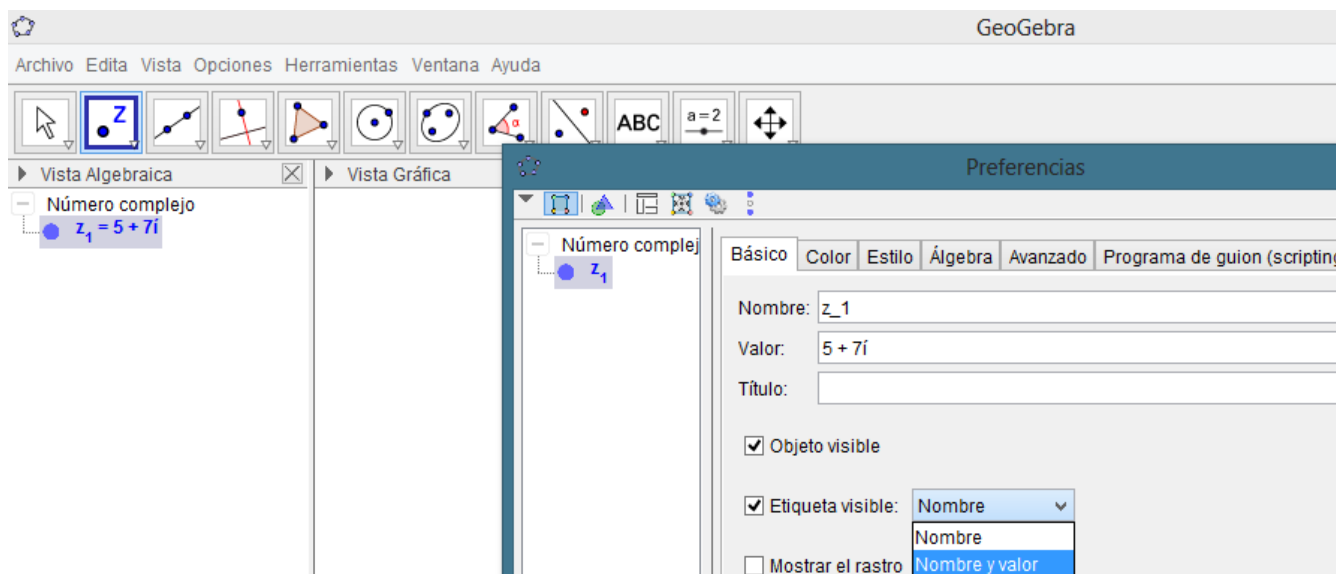 GeoGebra
Archivo Edita Vista Opciones Herramientas Ventana Ayuda
Z α ABC a = 2
Vista Algebraica
Vista Gráfica
Preferencias
Número complejo
z₁ = 5 + 7í
Número complej
z₁
Básico Color Estilo Álgebra Avanzado Programa de guion (scripting
Nombre: z_1
Valor: 5 + 7í
Título:
Objeto visible
Etiqueta visible: Nombre
Nombre
Mostrar el rastro Nombre y valor